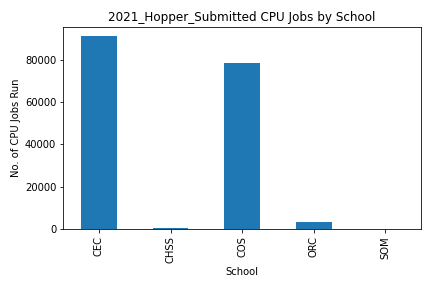 2021_Hopper_Submitted CPU Jobs by School
No. of CPU Jobs Run
80000
60000
40000
20000
0
CEC
CHSS
COS
ORC
SOM
School